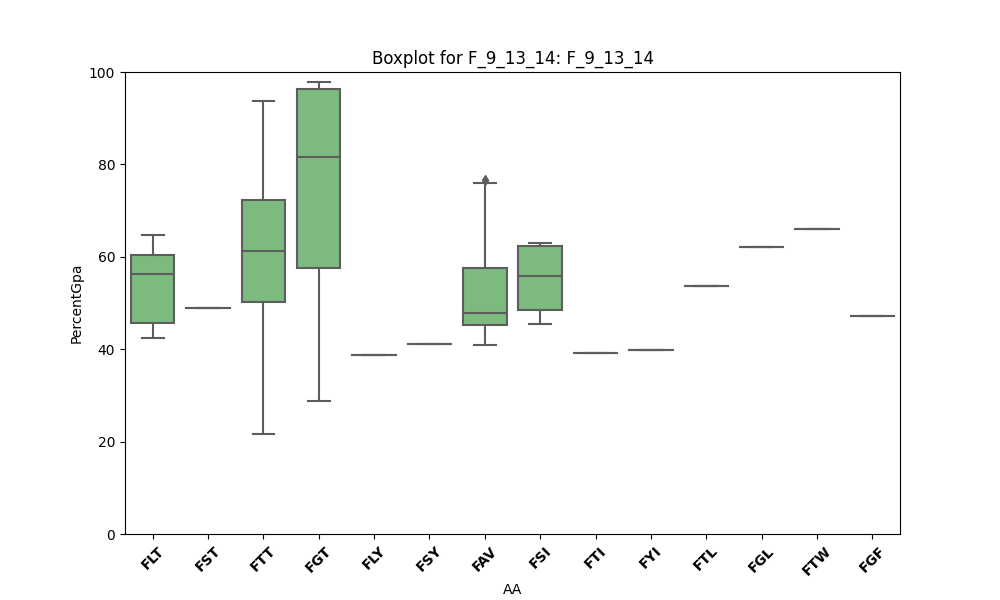 Boxplot for F_9_13_14: F_9_13_14
PercentGpa
100
80
60
40
20
0
FLT FST FTT FGT FLY FSY FAV FSI FTI FYI FTL FGL FTW FGF
AA